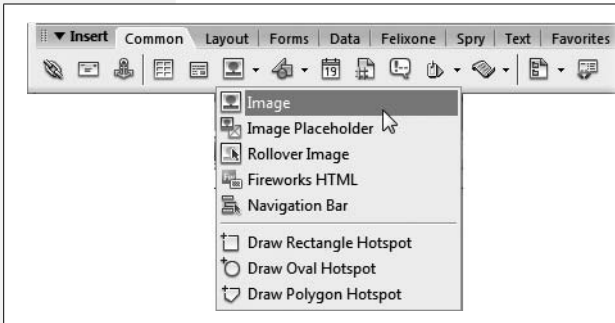 ▼ Insert Common Layout Forms Data Felixone Spry Text Favorites
19
Image
Image Placeholder
Rollover Image
Fireworks HTML
Navigation Bar
Draw Rectangle Hotspot
Draw Oval Hotspot
Draw Polygon Hotspot